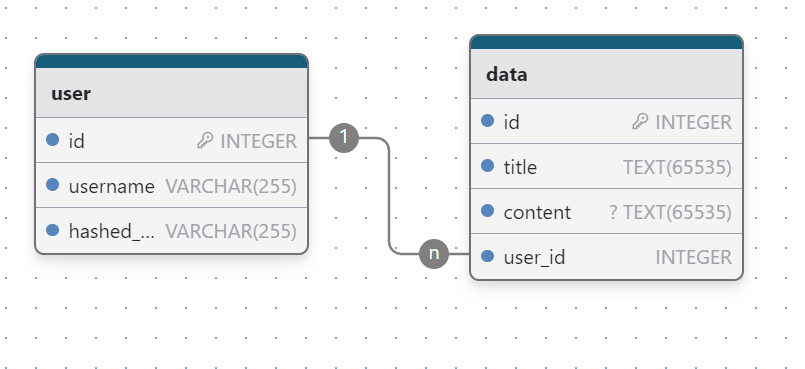 user
id INTEGER
username VARCHAR(255)
hashed_... VARCHAR(255)
1
n
data
id INTEGER
title TEXT(65535)
content ? TEXT(65535)
user_id INTEGER